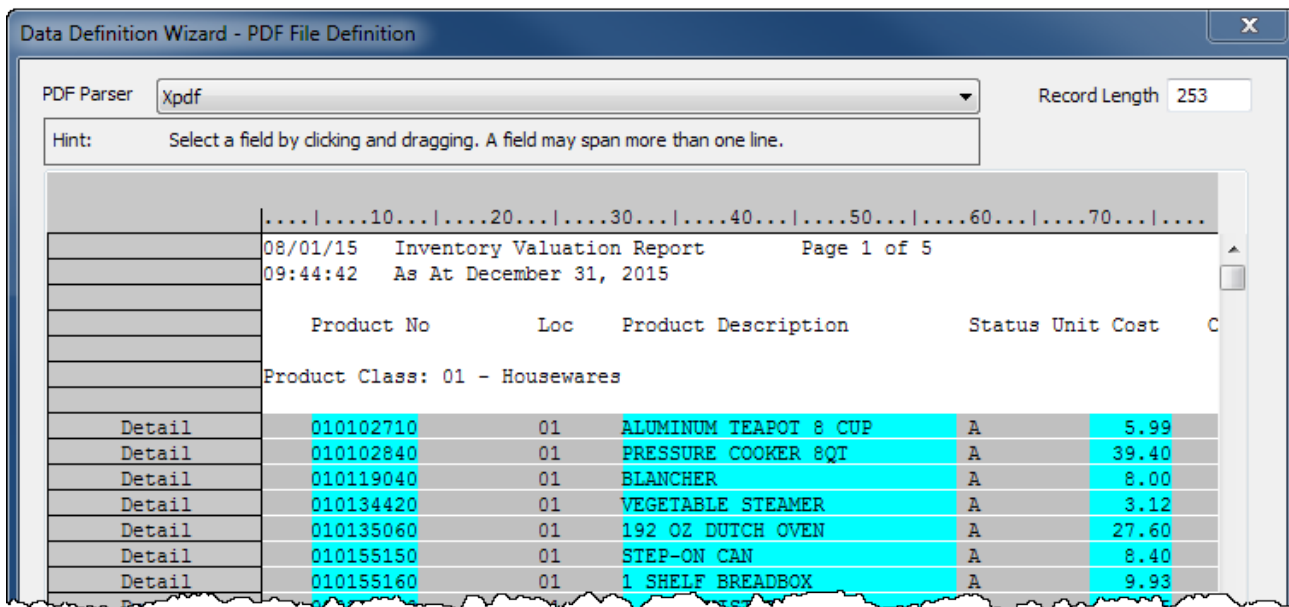 Data Definition Wizard - PDF File Definition
X
PDF Parser Xpdf Record Length 253
Hint: Select a field by clicking and dragging. A field may span more than one line.
|....|....10...|....20...|....30...|....40...|....50...|....60...|....70...|....
08/01/15 Inventory Valuation Report Page 1 of 5
09:44:42 As At December 31, 2015
Product No Loc Product Description Status Unit Cost C
Product Class: 01 - Housewares
Detail 010102710 01 ALUMINUM TEAPOT 8 CUP A 5.99
Detail 010102840 01 PRESSURE COOKER 8QT A 39.40
Detail 010119040 01 BLANCHER A 8.00
Detail 010134420 01 VEGETABLE STEAMER A 3.12
Detail 010135060 01 192 OZ DUTCH OVEN A 27.60
Detail 010155150 01 STEP-ON CAN A 8.40
Detail 010155160 01 1 SHELF BREADBOX A 9.93